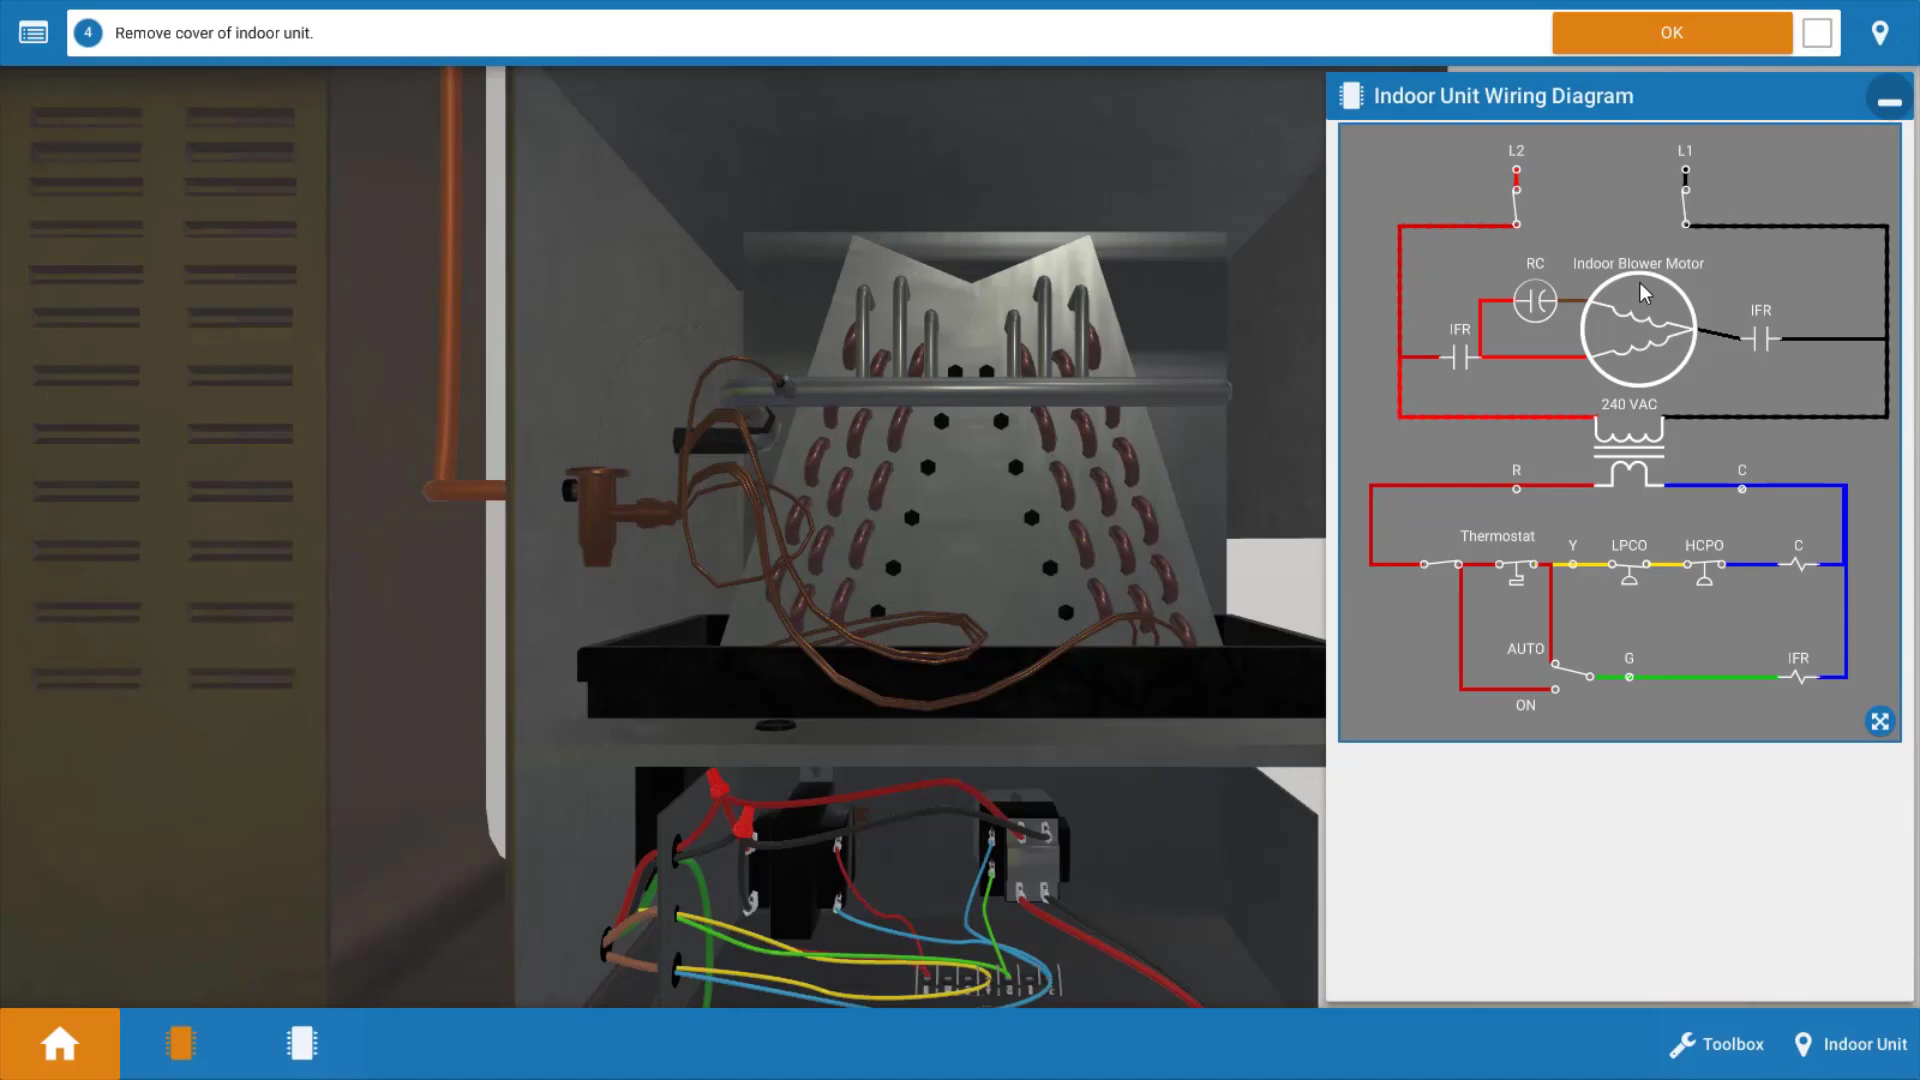 4 Remove cover of indoor unit.
OK
Indoor Unit Wiring Diagram
L2 L1
RC Indoor Blower Motor
IFR
IFR
240 VAC
R C
Thermostat Y LPCO HCPO C
AUTO G IFR
ON
Toolbox Indoor Unit